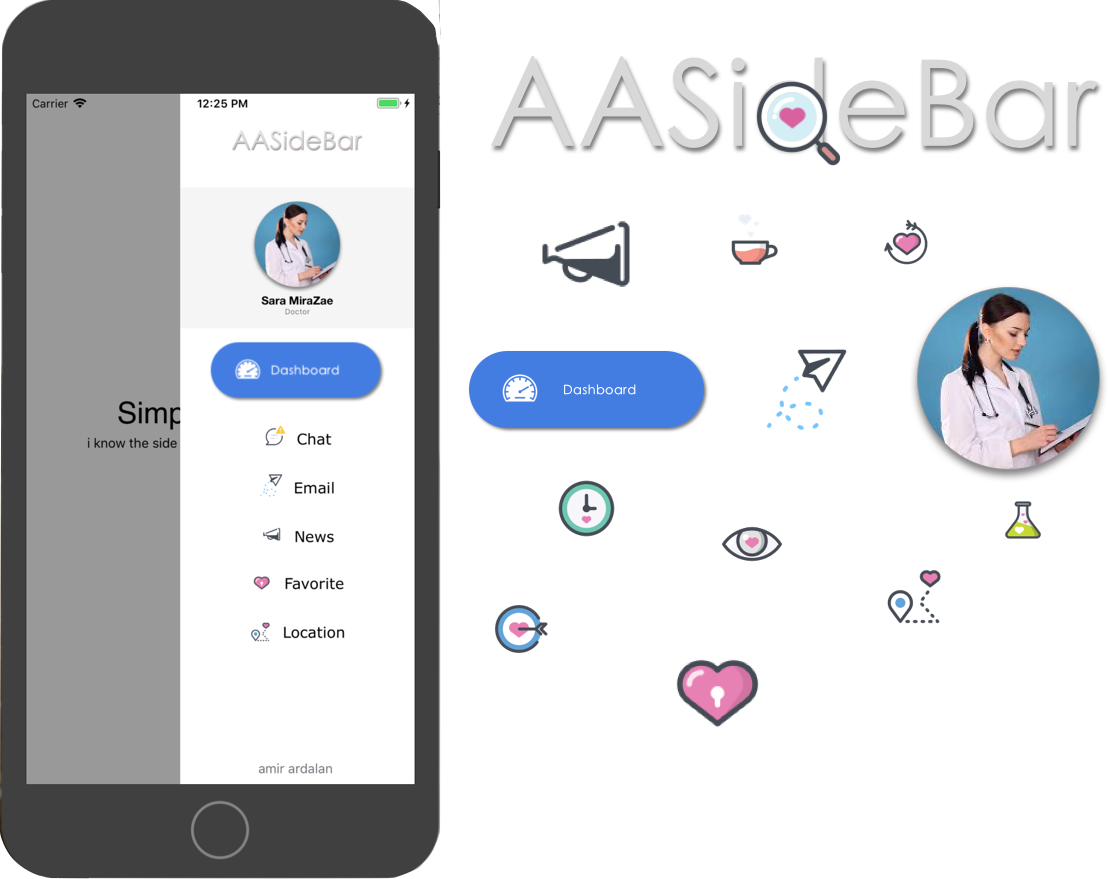 Carrier
12:25 PM
AASideBar
Sara MiraZae
Doctor
Dashboard
Simp
i know the side
Chat
Email
News
Favorite
Location
amir ardalan
AASideBar
Dashboard